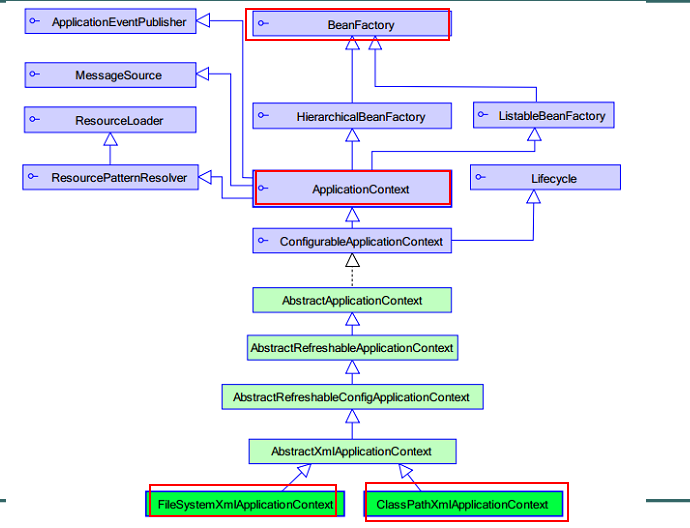 ApplicationEventPublisher
BeanFactory
MessageSource
ResourceLoader
HierarchicalBeanFactory
ListableBeanFactory
ResourcePatternResolver
ApplicationContext
Lifecycle
ConfigurableApplicationContext
AbstractApplicationContext
AbstractRefreshableApplicationContext
AbstractRefreshableConfigApplicationContext
AbstractXmlApplicationContext
FileSystemXmlApplicationContext
ClassPathXmlApplicationContext